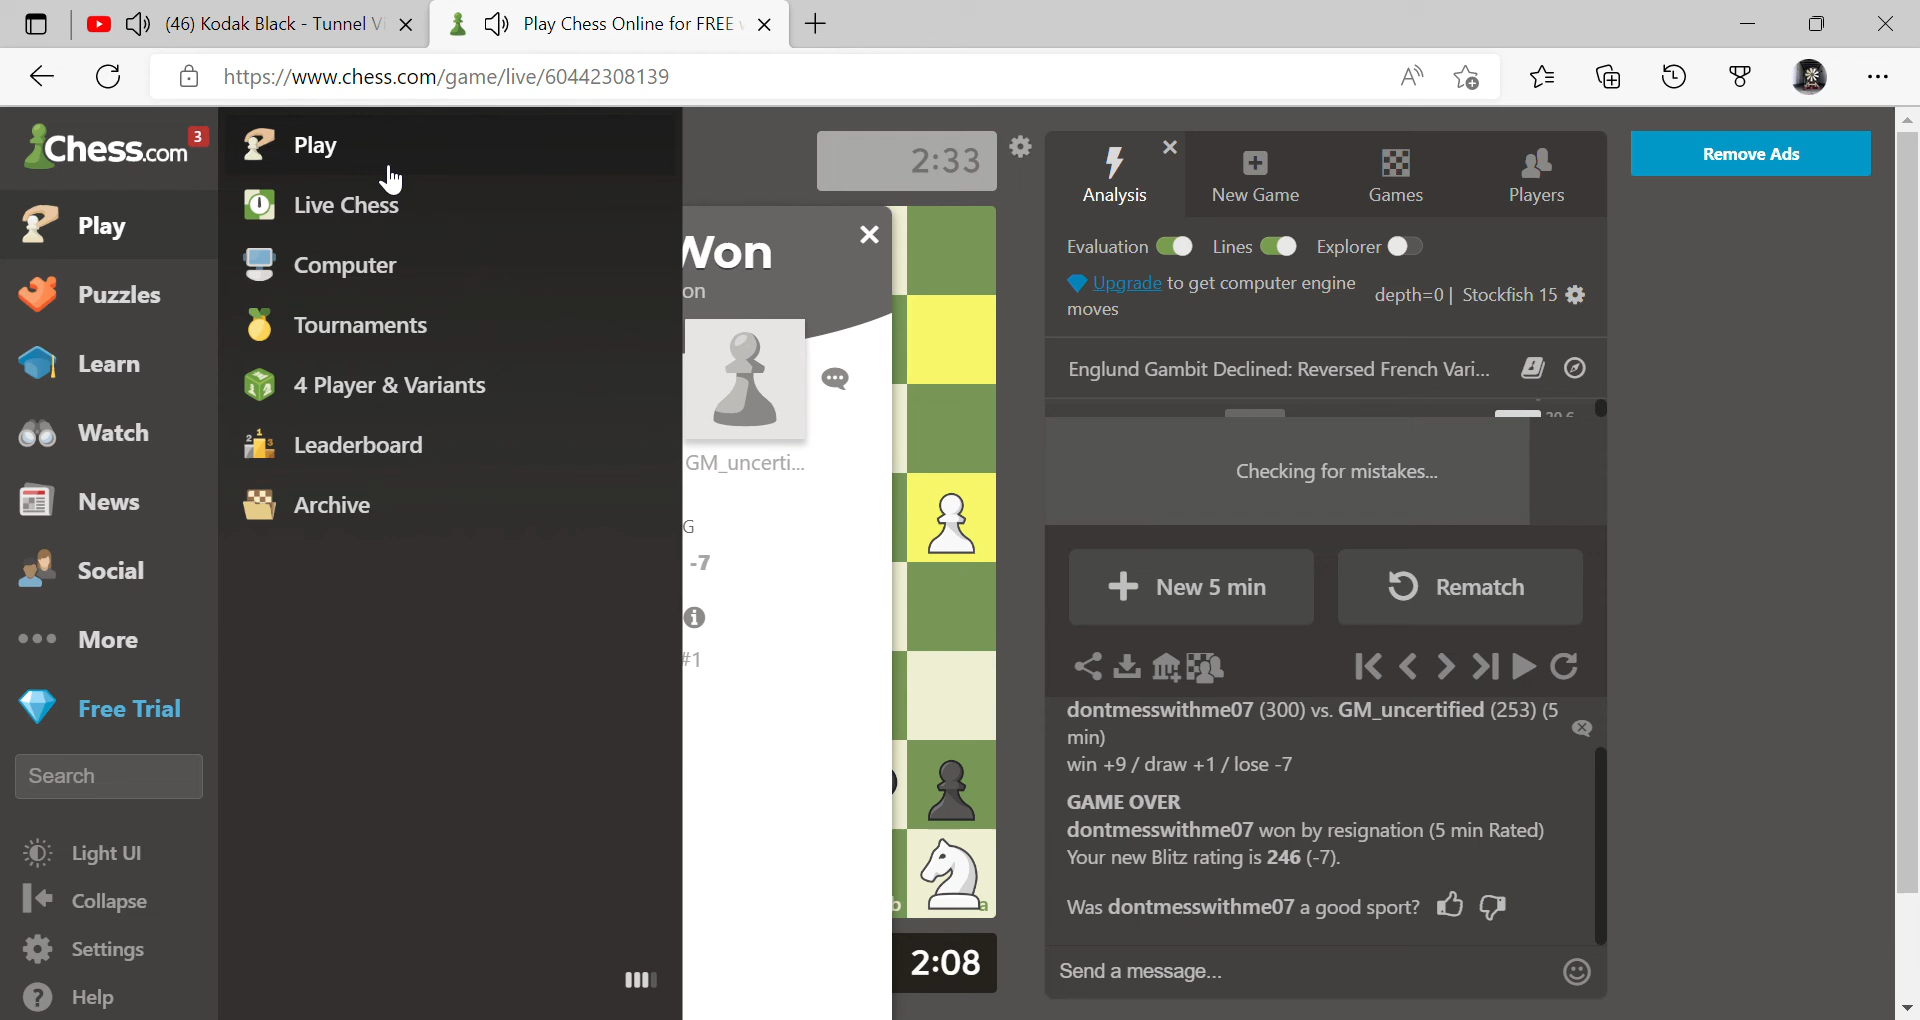 (46) Kodak Black - Tunnel Vi
Play Chess Online for FREE
https://www.chess.com/game/live/60442308139
Chess.com
3
Play
Puzzles
Learn
Watch
News
Social
More
Free Trial
Search
Light UI
Collapse
Settings
Help
Play
Live Chess
Computer
Tournaments
4 Player & Variants
Leaderboard
Archive
Won
on
GM_uncerti...
G
-7
#1
2:33
b
a
2:08
Analysis
New Game
Games
Players
Evaluation
Lines
Explorer
Upgrade to get computer engine
moves
depth=0 | Stockfish 15
Englund Gambit Declined: Reversed French Vari...
Checking for mistakes...
New 5 min
Rematch
dontmesswithme07 (300) vs. GM_uncertified (253) (5
min)
win +9 / draw +1 / lose -7
GAME OVER
dontmesswithme07 won by resignation (5 min Rated)
Your new Blitz rating is 246 (-7).
Was dontmesswithme07 a good sport?
Send a message...
Remove Ads